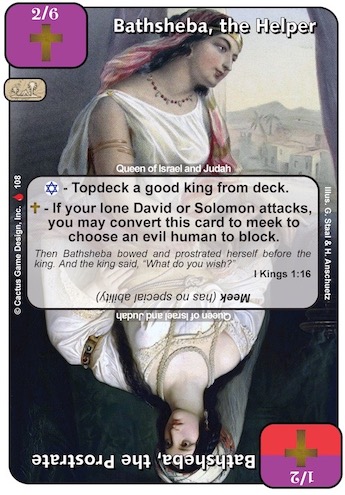 2/6
Bathsheba, the Helper
Queen of Israel and Judah
- Topdeck a good king from deck.
- If your lone David or Solomon attacks,
you may convert this card to meek to
choose an evil human to block.
Then Bathsheba bowed and prostrated herself before the
king. And the king said, “What do you wish?”
I Kings 1:16
© Cactus Game Design, Inc. 108
Illus. G. Staal & H. Anschuetz
Meek (has no special ability)
Queen of Israel and Judah
Bathsheba, the Prostrate
1/2